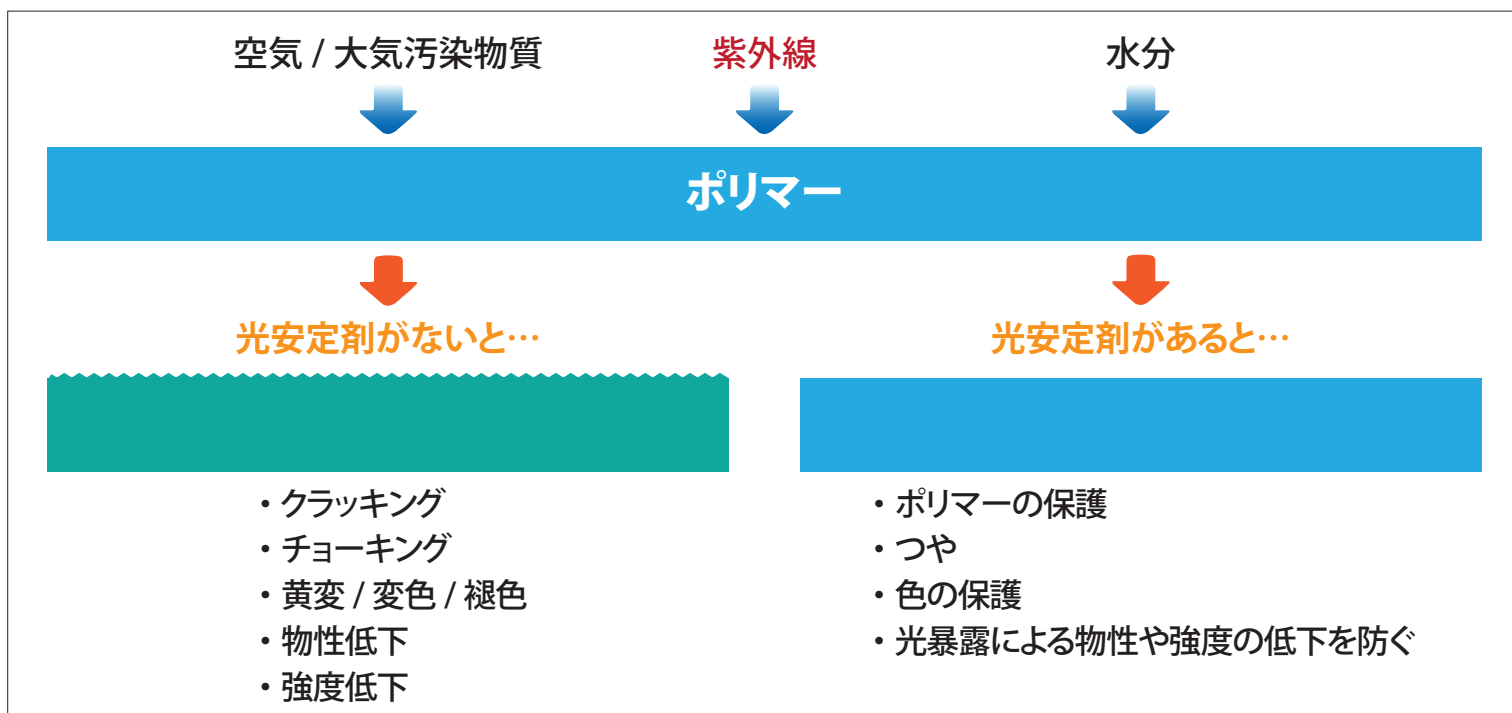 空気 / 大気汚染物質
紫外線
水分
ポリマー
光安定剤がないと…
光安定剤があると…
・クラッキング
・チョーキング
・黄変 / 変色 / 褪色
・物性低下
・強度低下
・ポリマーの保護
・つや
・色の保護
・光暴露による物性や強度の低下を防ぐ